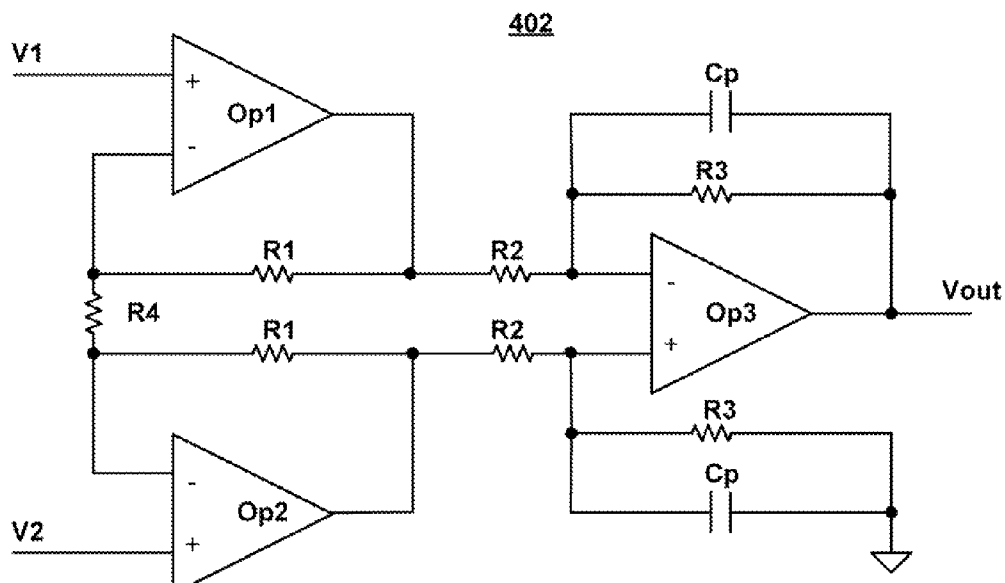 402
V1
Cp
+
Op1
-
R3
R1
R2
-
Vout
R4
Op3
R1
R2
+
R3
-
Cp
Op2
V2
+